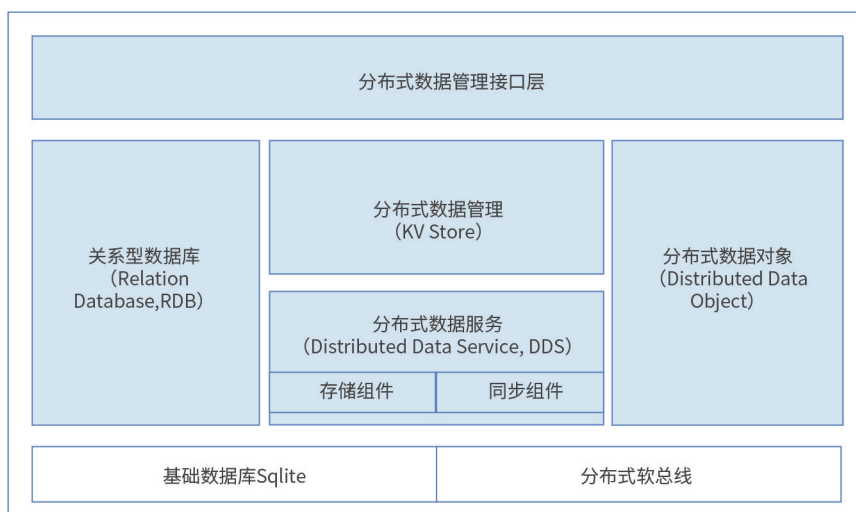 分布式数据管理接口层
关系型数据库
（Relation
Database,RDB）
分布式数据管理
（KV Store）
分布式数据服务
（Distributed Data Service, DDS）
存储组件
同步组件
分布式数据对象
（Distributed Data
Object）
基础数据库Sqlite
分布式软总线